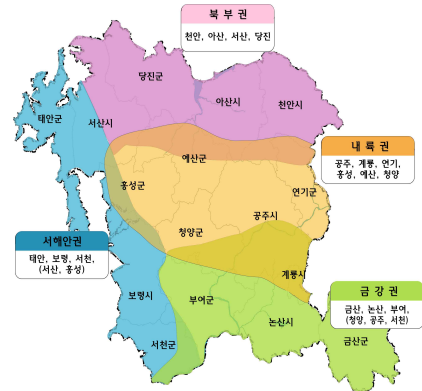 북 부 권
천안, 아산, 서산, 당진
당진군
아산시
천안시
태안군
서산시
내 륙 권
공주, 계룡, 연기,
홍성, 예산, 청양
예산군
홍성군
연기군
공주시
청양군
서해안권
태안, 보령, 서천,
(서산, 홍성)
계룡시
금 강 권
금산, 논산, 부여,
(청양, 공주, 서천)
보령시
부여군
논산시
서천군
금산군